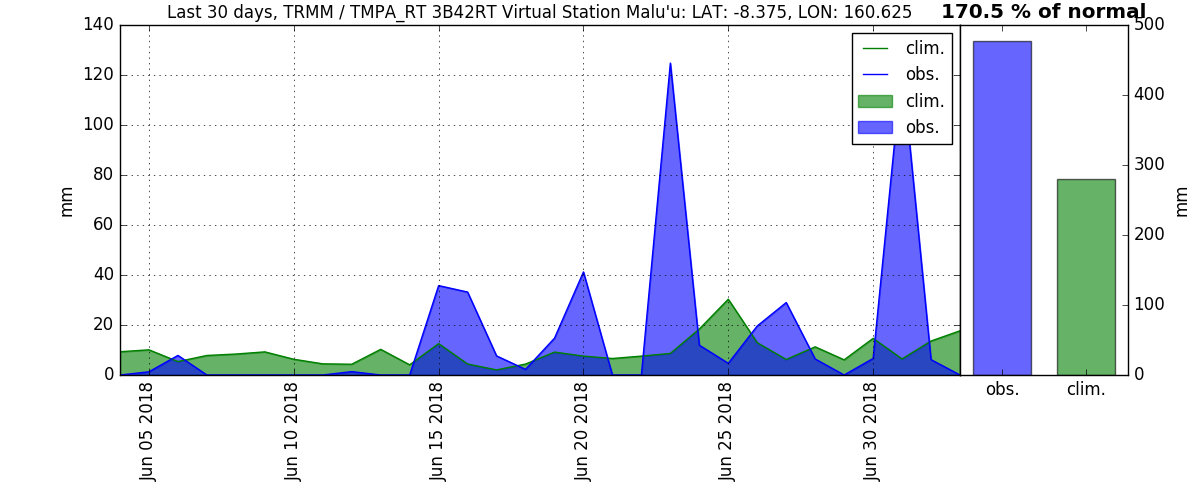 Last 30 days, TRMM / TMPA_RT 3B42RT Virtual Station Malu'u: LAT: -8.375, LON: 160.625
170.5 % of normal
140
120
100
80
60
40
20
0
mm
clim.
obs.
clim.
obs.
Jun 05 2018
Jun 10 2018
Jun 15 2018
Jun 20 2018
Jun 25 2018
Jun 30 2018
500
400
300
200
100
0
mm
obs.
clim.